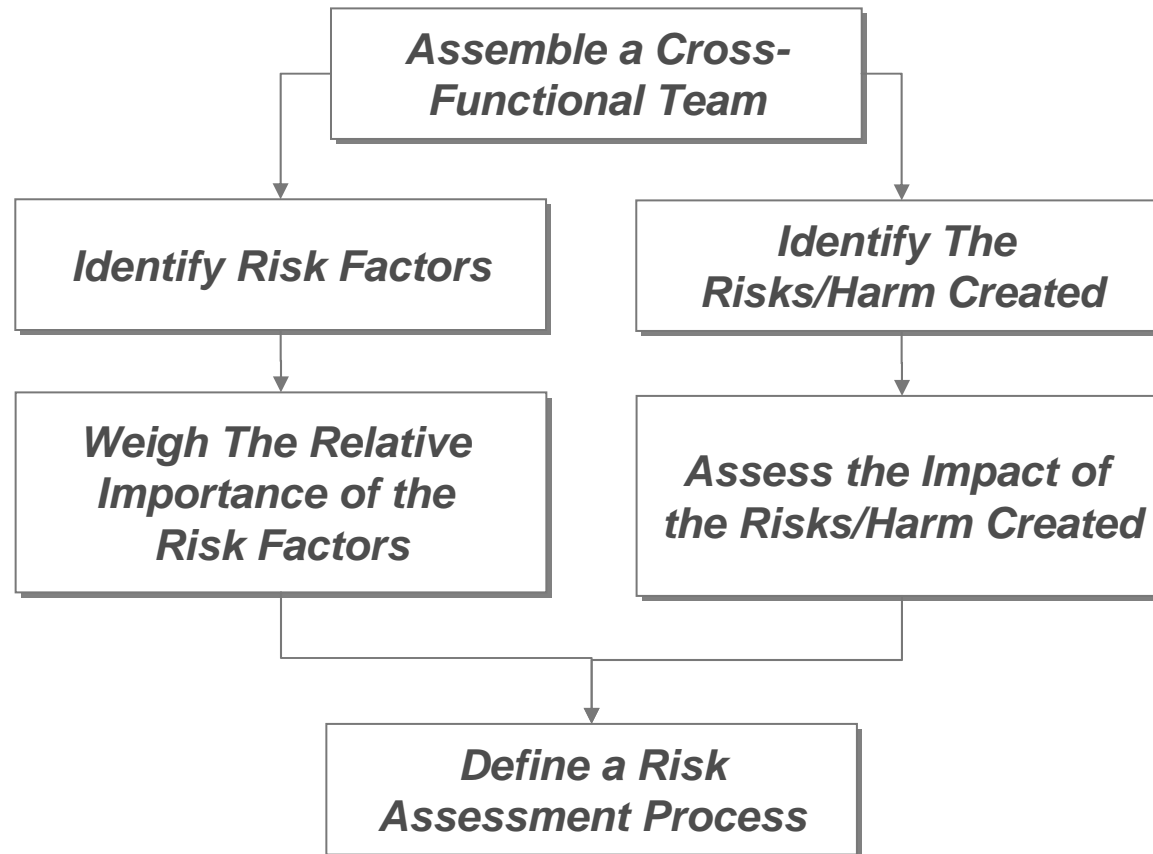 Assemble a Cross-
Functional Team
Identify Risk Factors
Identify The
Risks/Harm Created
Weigh The Relative
Importance of the
Risk Factors
Assess the Impact of
the Risks/Harm Created
Define a Risk
Assessment Process